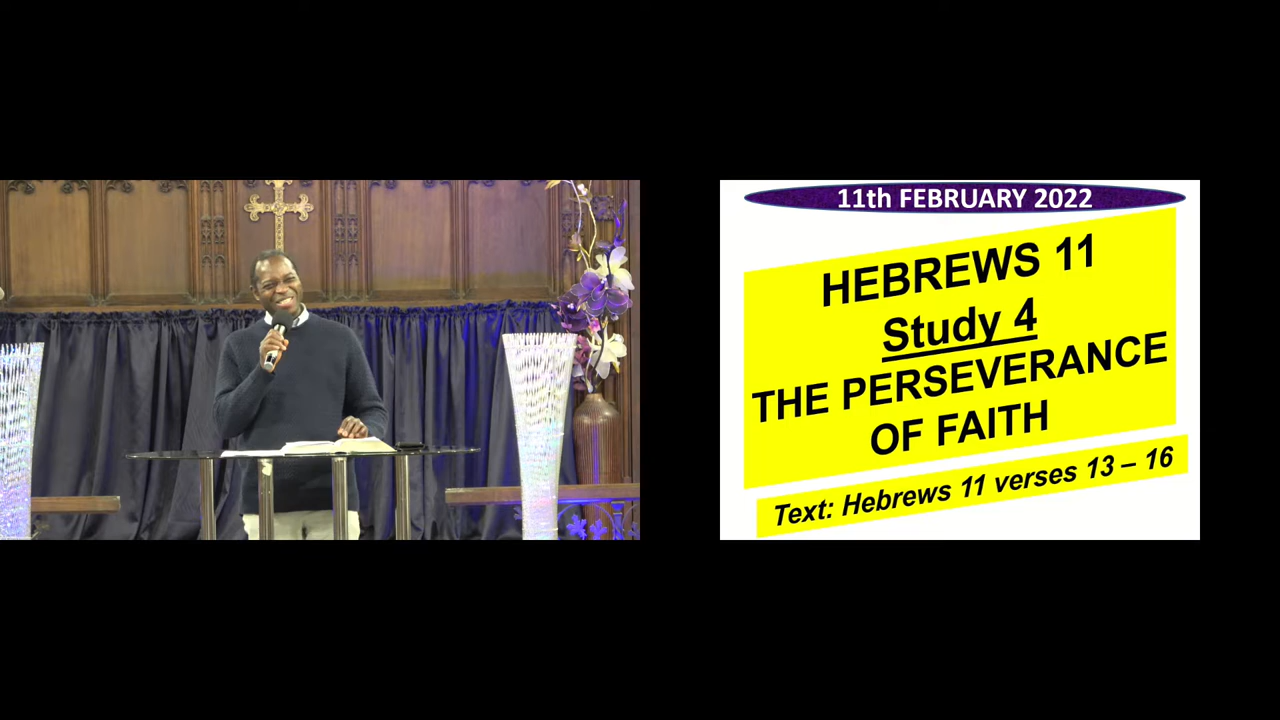 11th FEBRUARY 2022
HEBREWS 11
Study 4
THE PERSEVERANCE
OF FAITH
Text: Hebrews 11 verses 13 – 16